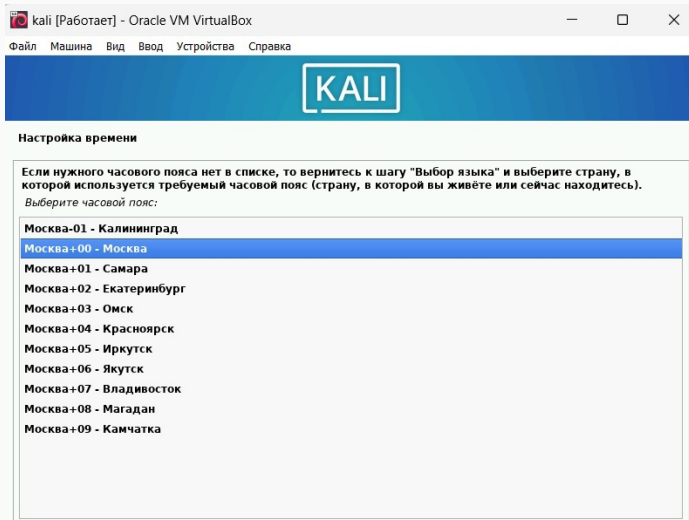 kali [Работает] - Oracle VM VirtualBox
Файл Машина Вид Ввод Устройства Справка
KALI
Настройка времени
Если нужного часового пояса нет в списке, то вернитесь к шагу "Выбор языка" и выберите страну, в
которой используется требуемый часовой пояс (страну, в которой вы живёте или сейчас находитесь).
Выберите часовой пояс:
Москва-01 - Калининград
Москва+00 - Москва
Москва+01 - Самара
Москва+02 - Екатеринбург
Москва+03 - Омск
Москва+04 - Красноярск
Москва+05 - Иркутск
Москва+06 - Якутск
Москва+07 - Владивосток
Москва+08 - Магадан
Москва+09 - Камчатка